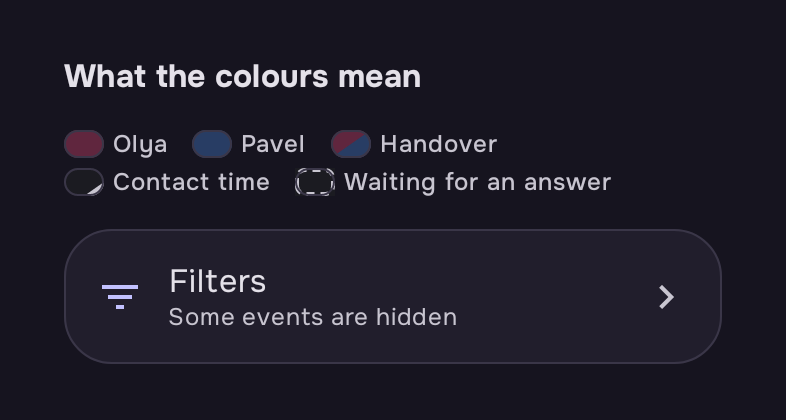 What the colours mean
Olya Pavel Handover
Contact time Waiting for an answer
Filters
Some events are hidden